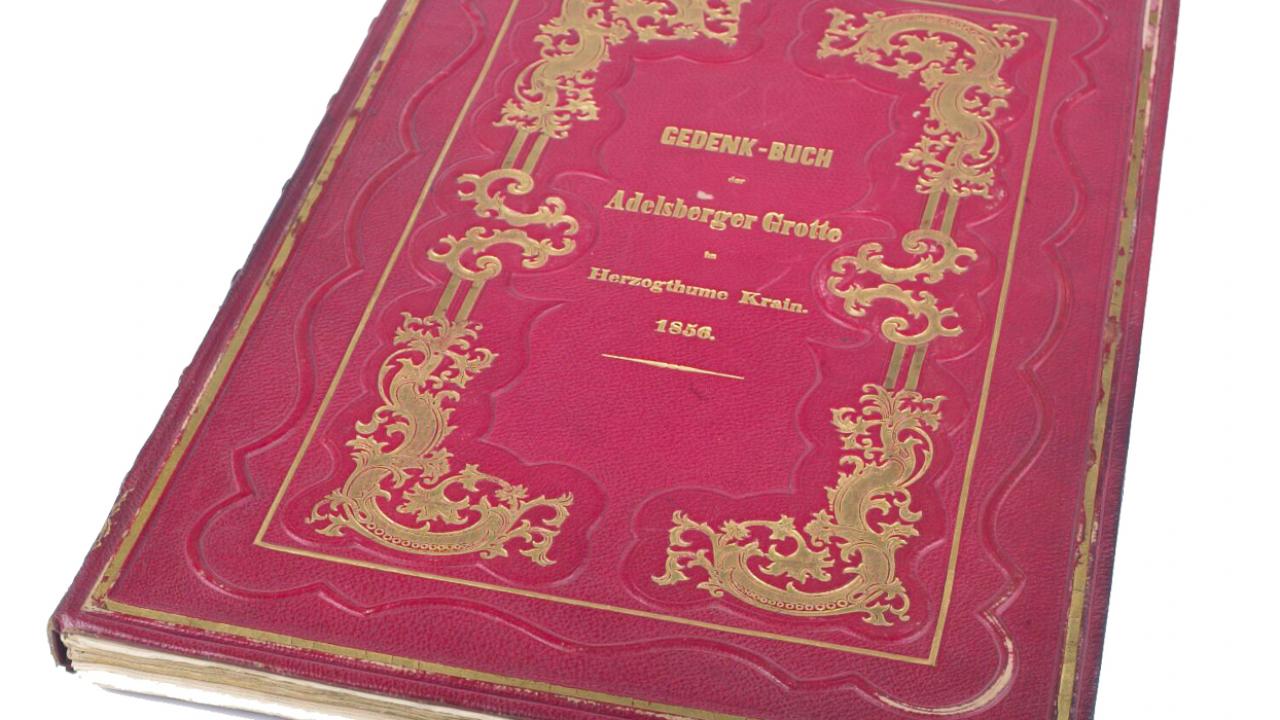 GEDENK-BUCH
der
Adelsberger Grotte
im
Herzogthume Krain.
1856.